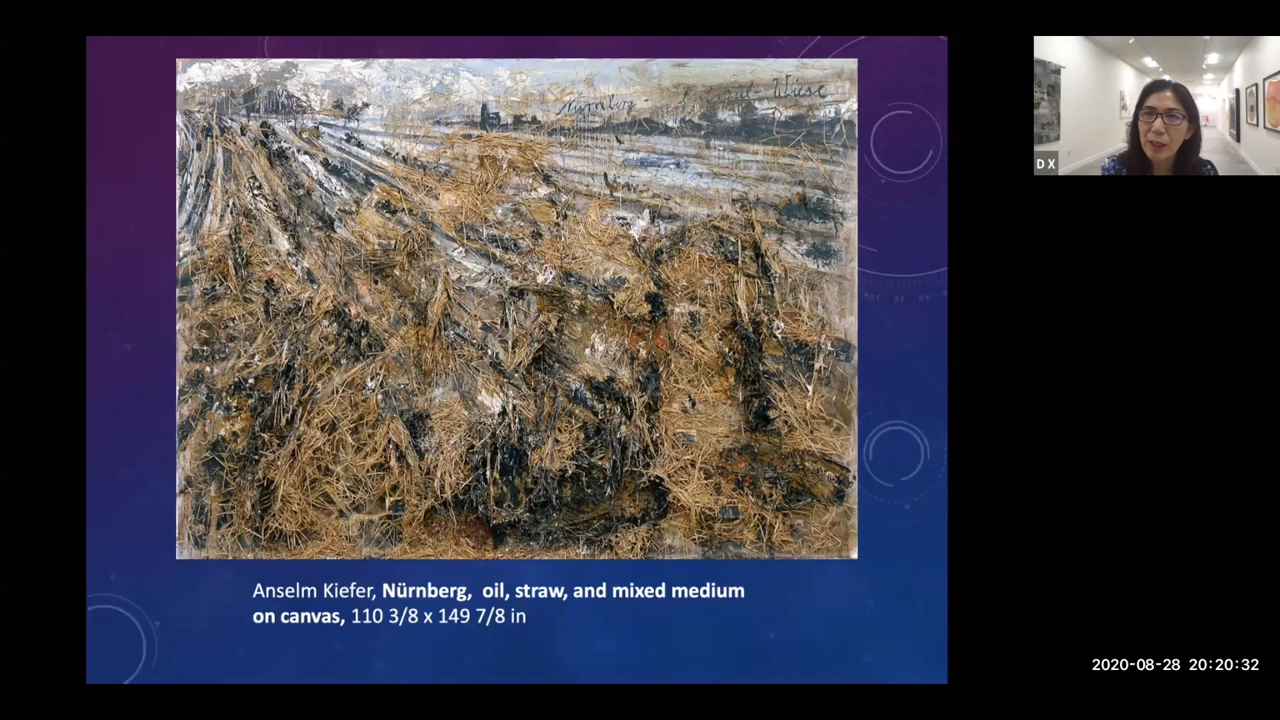 Nürnberg Wiese
Anselm Kiefer, Nürnberg, oil, straw, and mixed medium
on canvas, 110 3/8 x 149 7/8 in
D X
2020-08-28 20:20:32